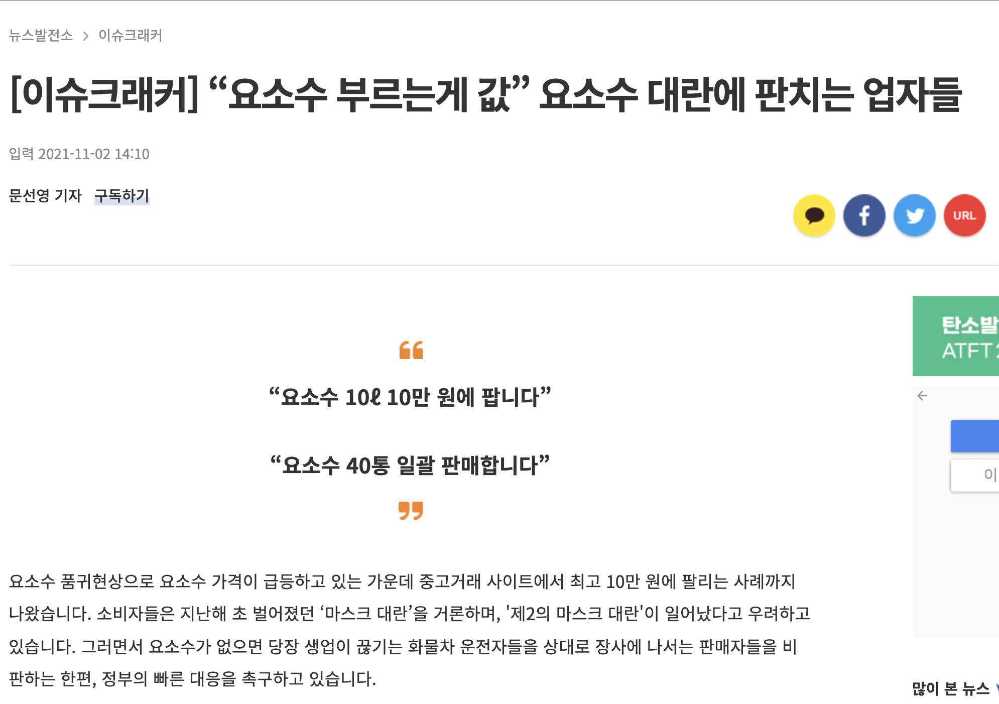 뉴스발전소 > 이슈크래커
[이슈크래커] “요소수 부르는게 값” 요소수 대란에 판치는 업자들
입력 2021-11-02 14:10
문선영 기자 구독하기
URL
탄소발
ATFT 2
“요소수 10ℓ 10만 원에 팝니다”
이
“요소수 40통 일괄 판매합니다”
요소수 품귀현상으로 요소수 가격이 급등하고 있는 가운데 중고거래 사이트에서 최고 10만 원에 팔리는 사례까지
나왔습니다. 소비자들은 지난해 초 벌어졌던 ‘마스크 대란’을 거론하며, '제2의 마스크 대란'이 일어났다고 우려하고
있습니다. 그러면서 요소수가 없으면 당장 생업이 끊기는 화물차 운전자들을 상대로 장사에 나서는 판매자들을 비
판하는 한편, 정부의 빠른 대응을 촉구하고 있습니다.
많이 본 뉴스